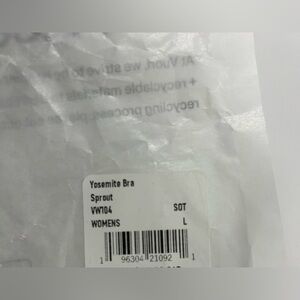 At Vuori, we strive to be
+ recyclable materials
recycling process, please
Yosemite Bra
Sprout
VW104 SOT
WOMENS L
1 96304 21092 1